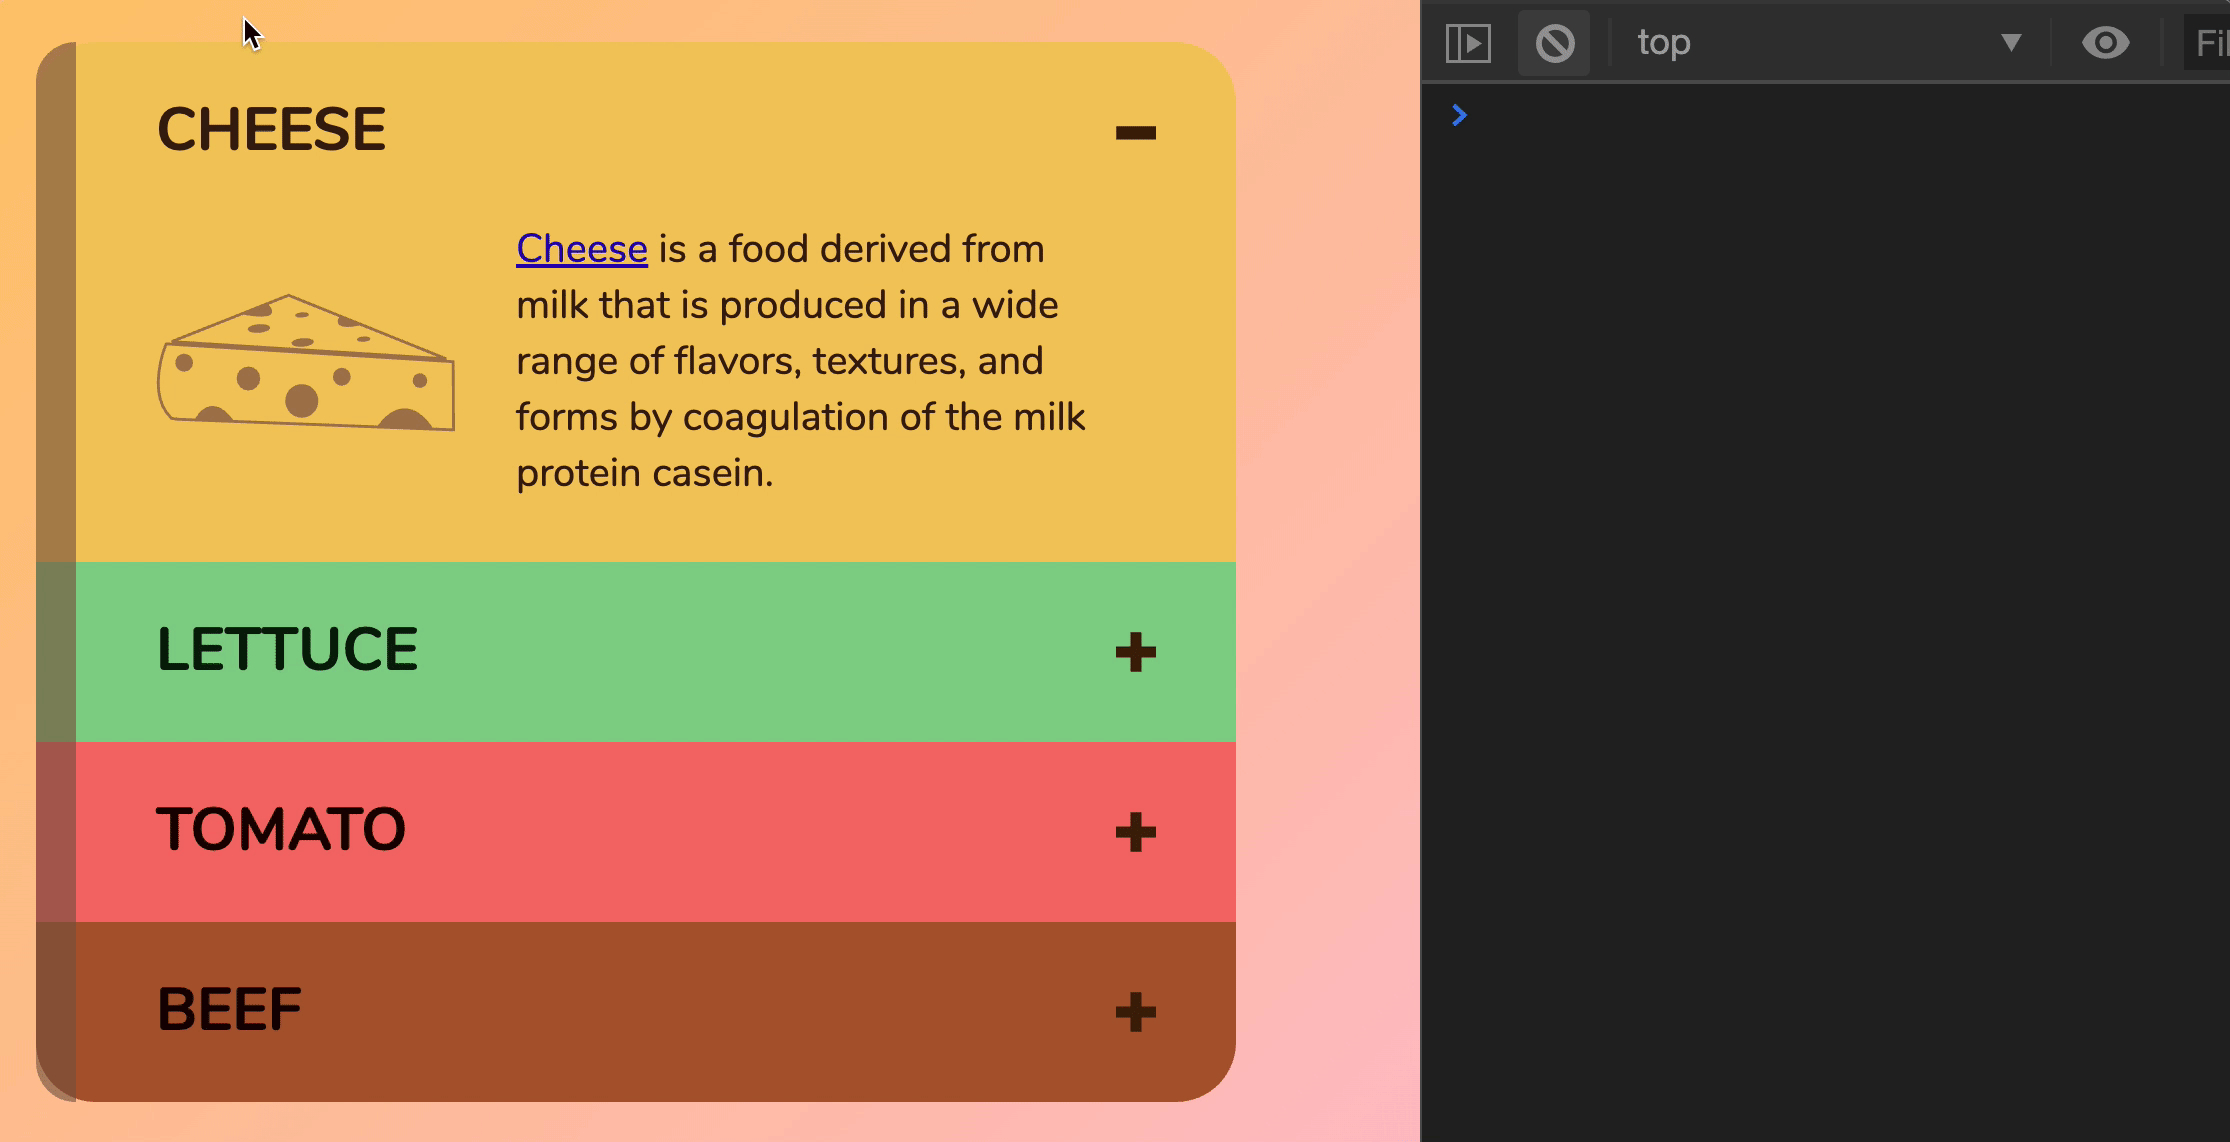 top
Fil
CHEESE
Cheese is a food derived from
milk that is produced in a wide
range of flavors, textures, and
forms by coagulation of the milk
protein casein.
LETTUCE
TOMATO
BEEF